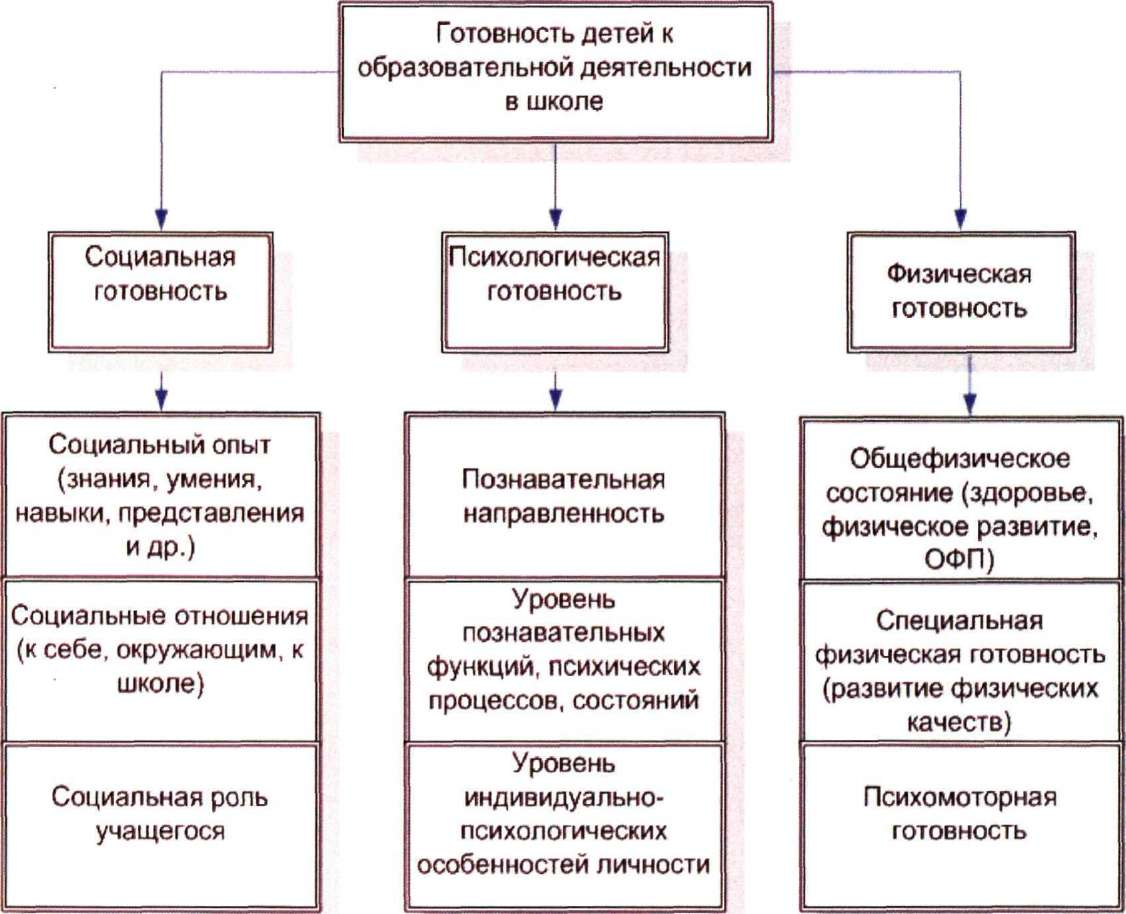 Готовность детей к
образовательной деятельности
в школе
Социальная
готовность
Психологическая
готовность
Физическая
готовность
Социальный опыт
(знания, умения,
навыки, представления
и др.)
Социальные отношения
(к себе, окружающим, к
школе)
Социальная роль
учащегося
Познавательная
направленность
Уровень
познавательных
функций, психических
процессов, состояний
Уровень
индивидуально-
психологических
особенностей личности
Общефизическое
состояние (здоровье,
физическое развитие,
ОФП)
Специальная
физическая готовность
(развитие физических
качеств)
Психомоторная
готовность